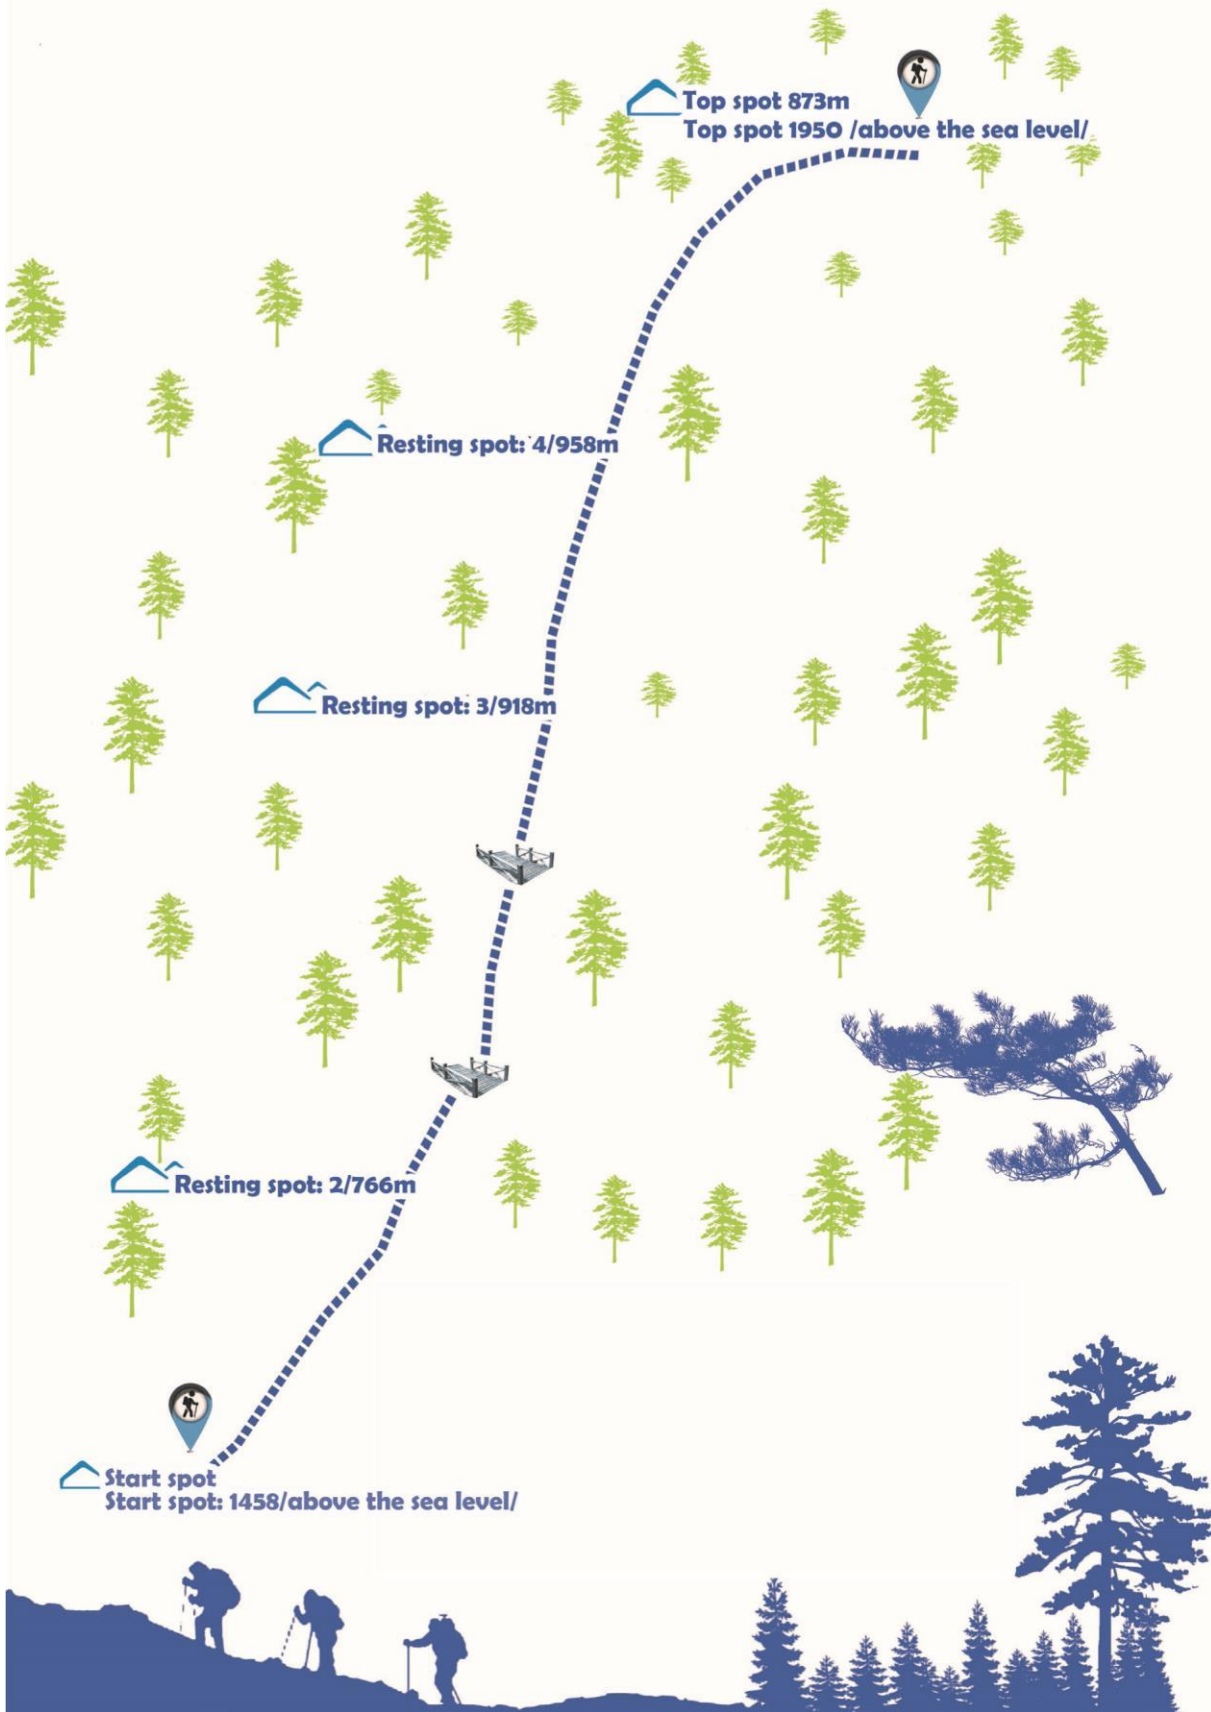 Top spot 873m
Top spot 1950 /above the sea level/
Resting spot: 4/958m
Resting spot: 3/918m
Resting spot: 2/766m
Start spot
Start spot: 1458/above the sea level/